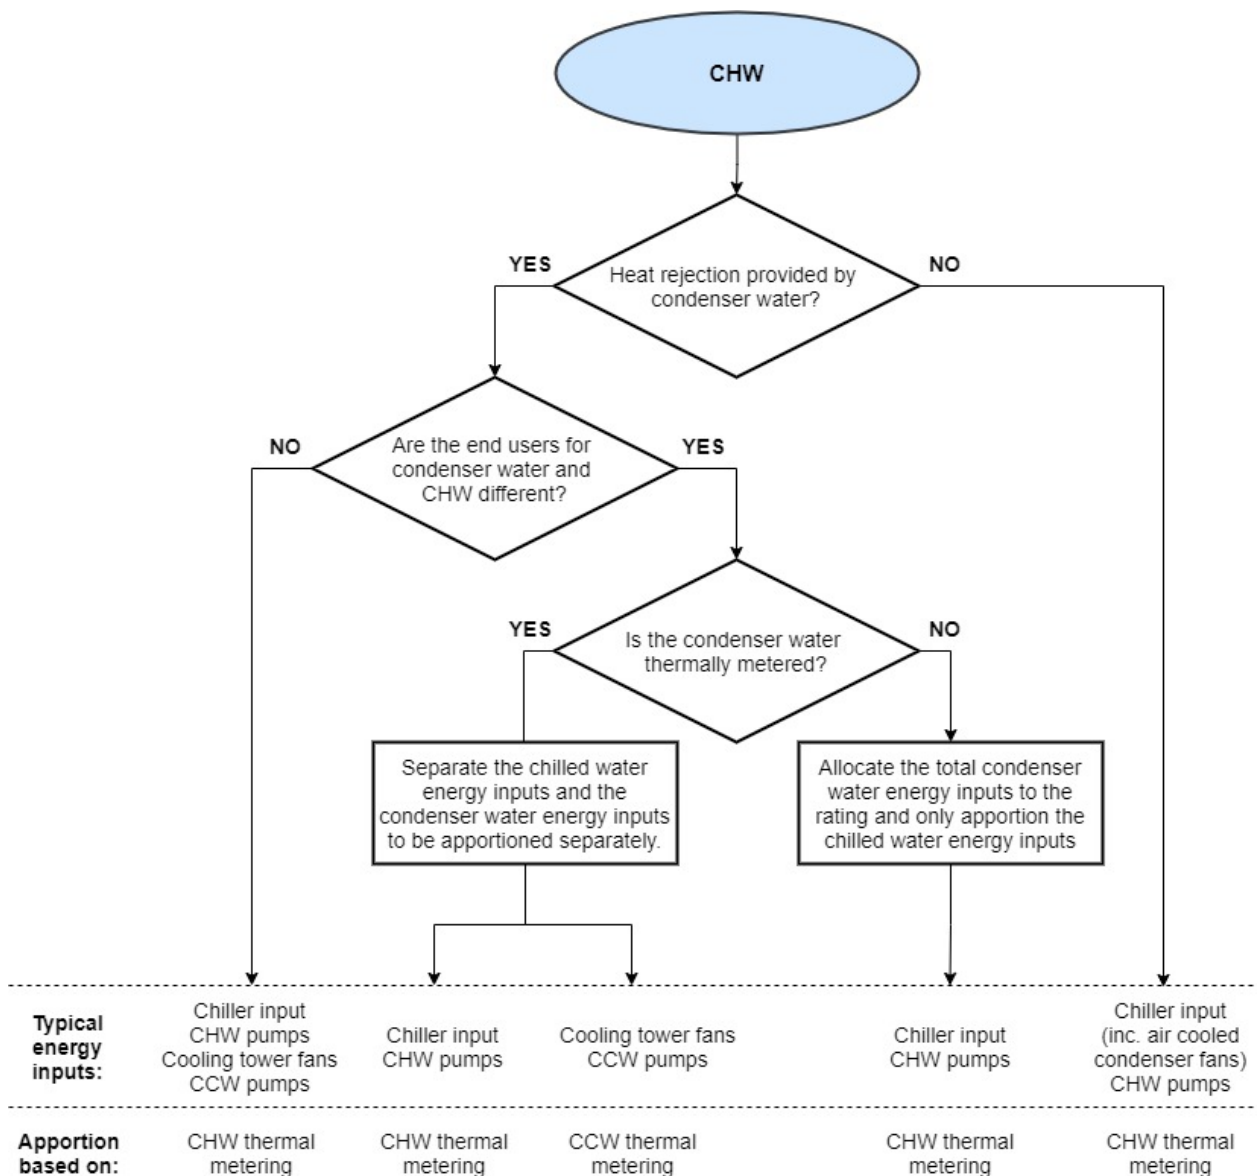 CHW
YES
NO
Heat rejection provided by
condenser water?
NO
YES
Are the end users for
condenser water and
CHW different?
YES
NO
Is the condenser water
thermally metered?
Separate the chilled water
energy inputs and the
condenser water energy inputs
to be apportioned separately.
Allocate the total condenser
water energy inputs to the
rating and only apportion the
chilled water energy inputs
Typical
energy
inputs:
Chiller input
CHW pumps
Cooling tower fans
CCW pumps
Chiller input
CHW pumps
Cooling tower fans
CCW pumps
Chiller input
CHW pumps
Chiller input
(inc. air cooled
condenser fans)
CHW pumps
Apportion
based on:
CHW thermal
metering
CHW thermal
metering
CCW thermal
metering
CHW thermal
metering
CHW thermal
metering